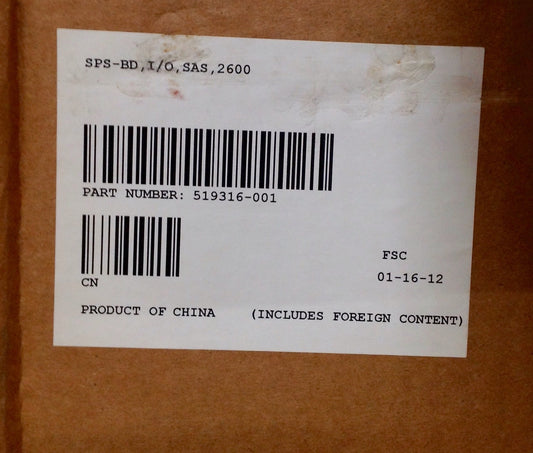 SPS-BD,I/O,SAS,2600
PART NUMBER: 519316-001
CN
FSC
01-16-12
PRODUCT OF CHINA (INCLUDES FOREIGN CONTENT)